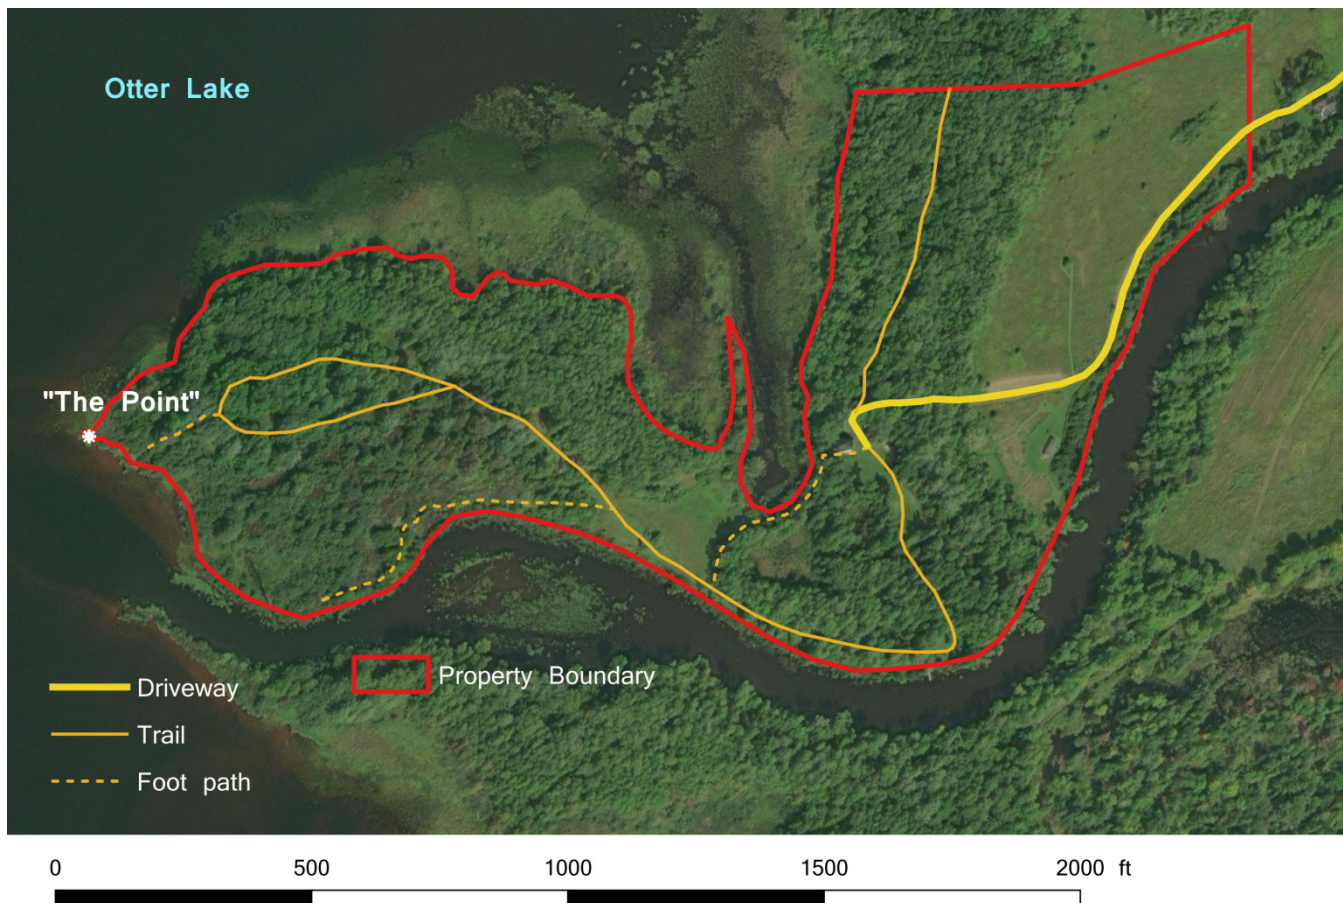 Otter Lake
"The Point"
Property Boundary
Driveway
Trail
Foot path
0 500 1000 1500 2000 ft